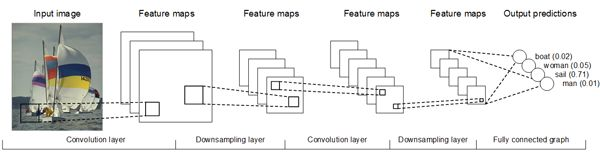 Input image
Feature maps
Feature maps
Feature maps
Feature maps
Output predictions
boat (0.02)
woman (0.05)
sail (0.71)
man (0.01)
Convolution layer
Downsampling layer
Convolution layer
Downsampling layer
Fully connected graph